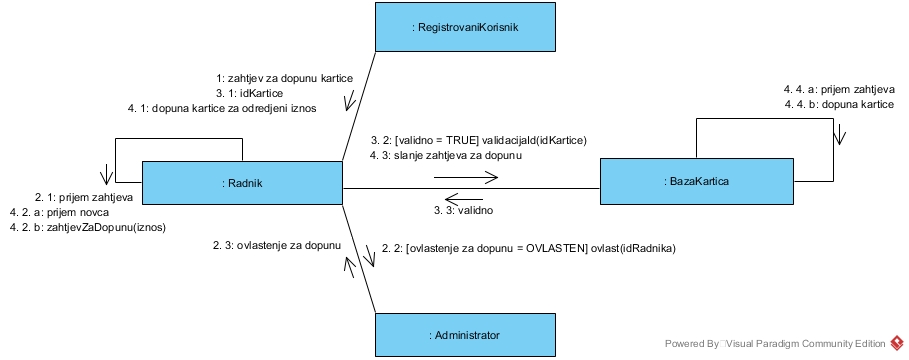 : RegistrovaniKorisnik
1: zahtjev za dopunu kartice
3. 1: idKartice
4. 1: dopuna kartice za odredjeni iznos
4. 4. a: prijem zahtjeva
4. 4. b: dopuna kartice
3. 2: [validno = TRUE] validacijaId(idKartice)
4. 3: slanje zahtjeva za dopunu
: Radnik
: BazaKartica
2. 1: prijem zahtjeva
4. 2. a: prijem novca
4. 2. b: zahtjevZaDopunu(iznos)
3. 3: validno
2. 3: ovlastenje za dopunu
2. 2: [ovlastenje za dopunu = OVLASTEN] ovlast(idRadnika)
: Administrator
Powered By Visual Paradigm Community Edition